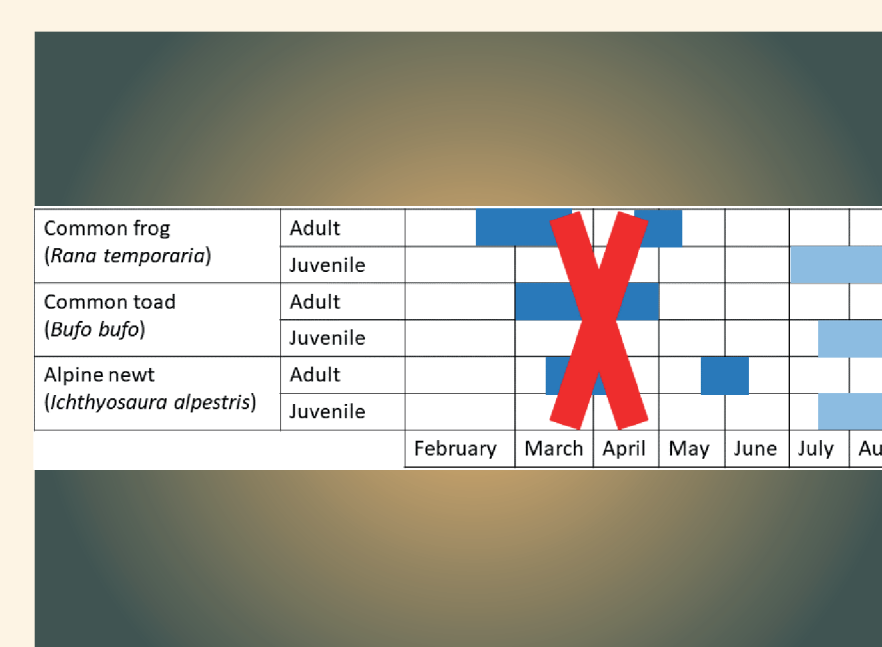 Common frog
(Rana temporaria)
Adult
Juvenile
Common toad
(Bufo bufo)
Adult
Juvenile
Alpine newt
(Ichthyosaura alpestris)
Adult
Juvenile
February March April May June July Au